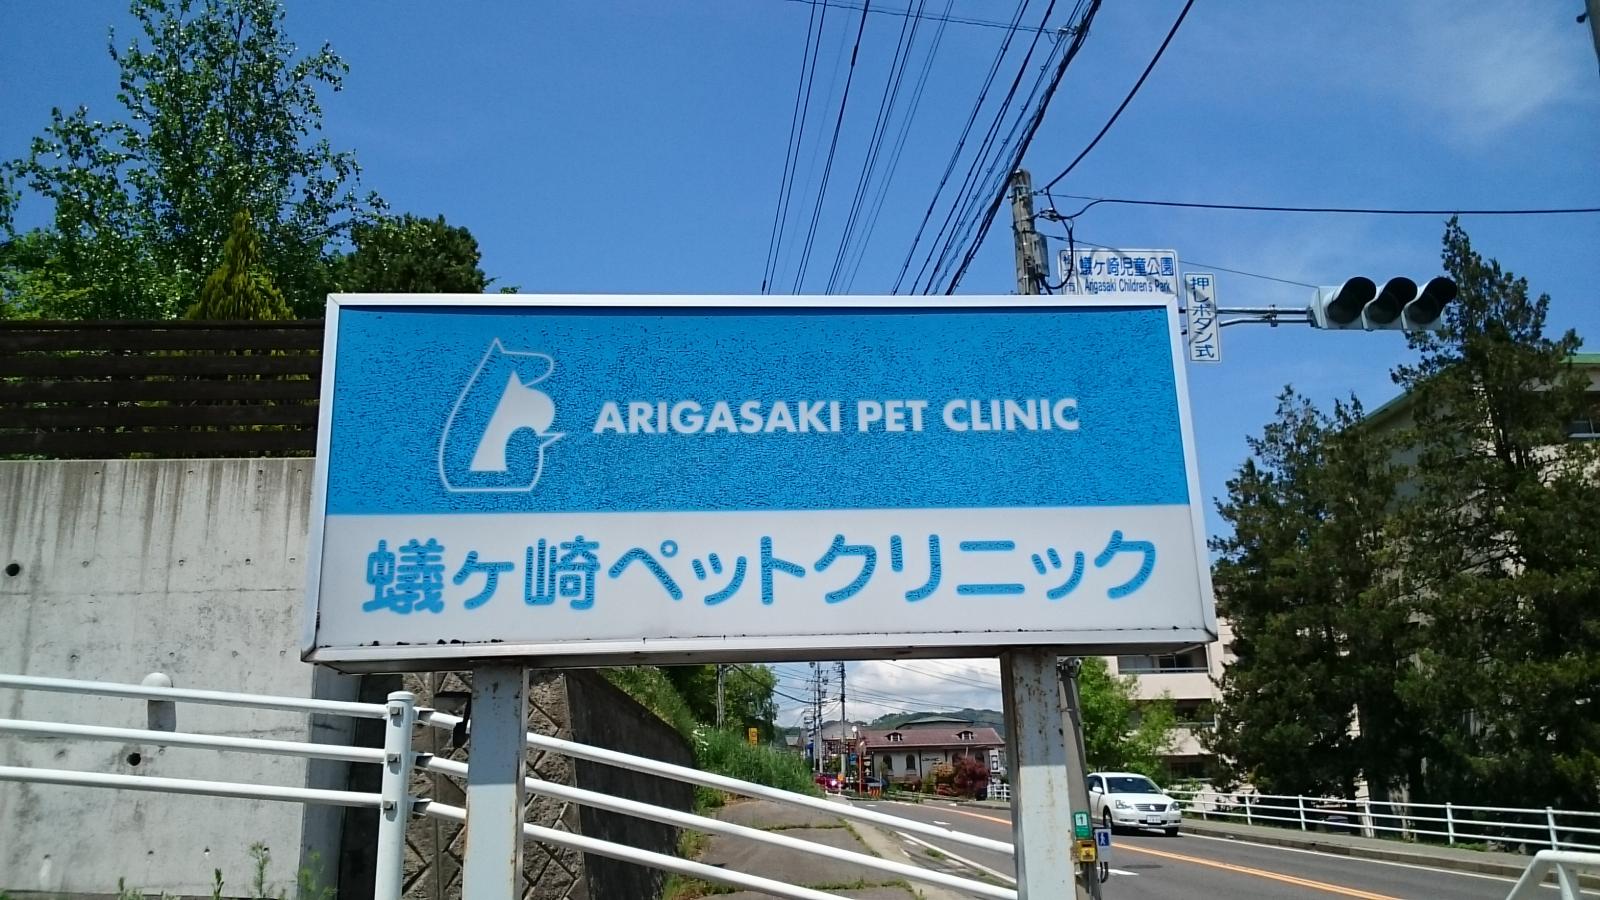 蟻ケ崎児童公園
Arigasaki Children's Park
押しボタン式
ARIGASAKI PET CLINIC
蟻ヶ崎ペットクリニック